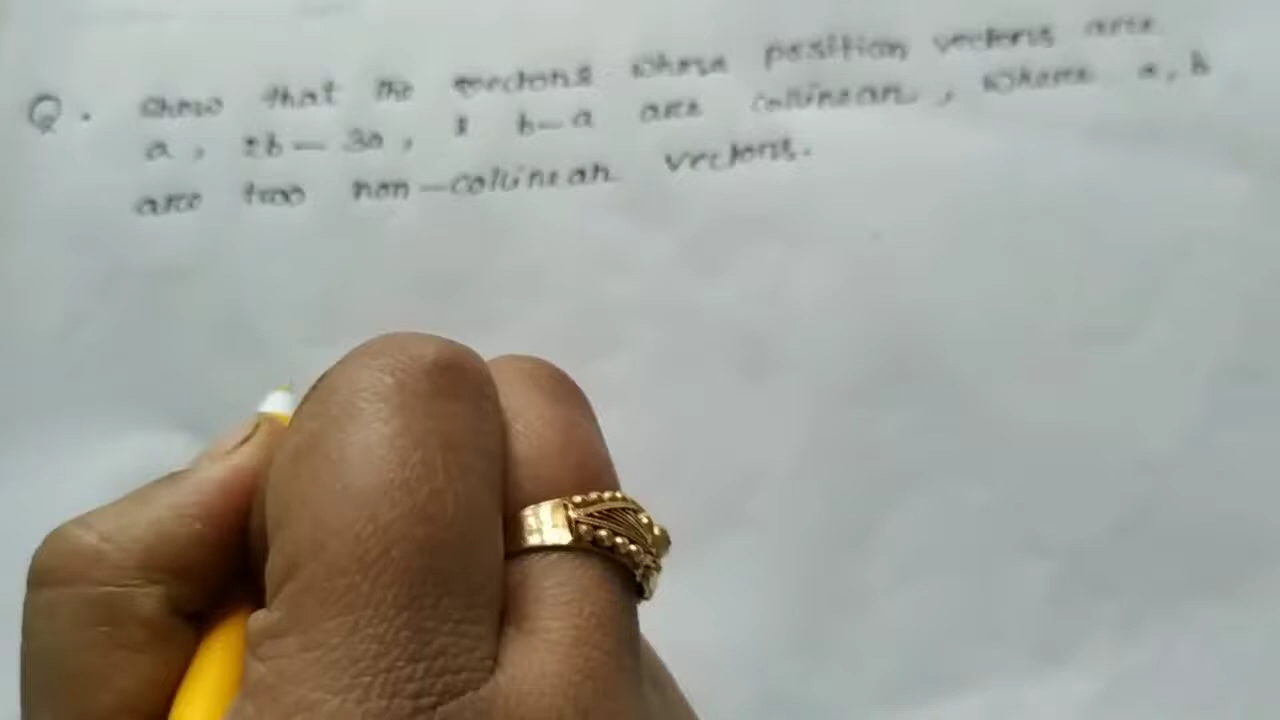 Q. Show that the vectors whose position vectors are
a, 2b - 3a, & b-a are collinear, where a, b
are two non-collinear vectors.